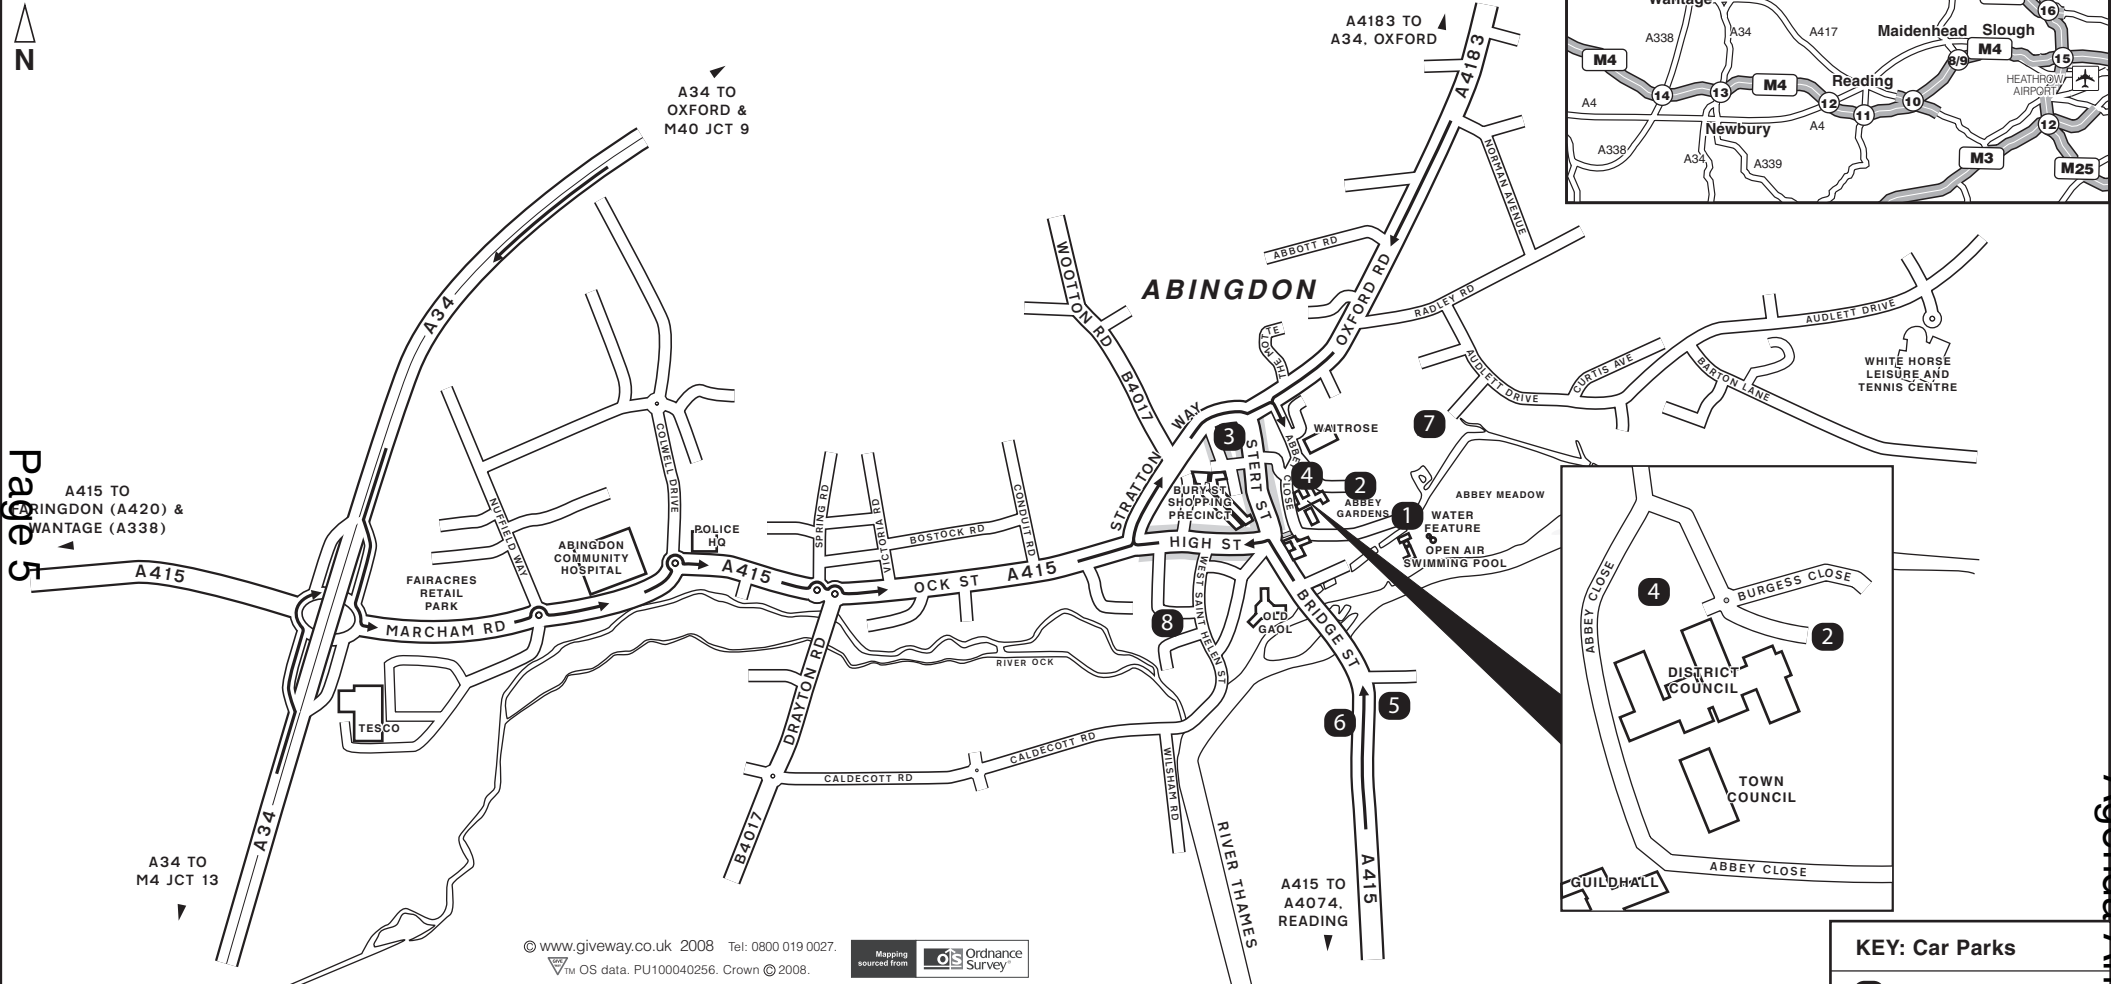 N
A4183 TO
A34, OXFORD
A4183
A34 TO
OXFORD &
M40 JCT 9
A338
A34
A417
Maidenhead
Slough
16
M4
M4
M4
8/9
15
HEATHROW
AIRPORT
Reading
14
13
12
11
10
12
A4
Newbury
A4
A338
A34
A339
M3
M25
NORMAN AVENUE
ABBOTT RD
ABINGDON
OXFORD RD
RADLEY RD
WOOTTON RD
B4017
THE MOTTE
AUDLETT DRIVE
AUDLETT DRIVE
CURTIS AVE
BARTON LANE
WHITE HORSE
LEISURE AND
TENNIS CENTRE
A34
STRATTON WAY
3
STERT ST
WAITROSE
7
ABBEY CLOSE
4
2
ABBEY
GARDENS
1
WATER
FEATURE
ABBEY MEADOW
OPEN AIR
SWIMMING POOL
BURY ST
SHOPPING
PRECINCT
HIGH ST
Page 5
A415 TO
FARINGDON (A420) &
WANTAGE (A338)
A415
COLWELL DRIVE
NUFFIELD WAY
POLICE
HQ
ABINGDON
COMMUNITY
HOSPITAL
FAIRACRES
RETAIL
PARK
SPRING RD
VICTORIA RD
BOSTOCK RD
CONDUIT RD
A415
OCK ST
A415
MARCHAM RD
WEST SAINT HELEN ST
8
OLD
GAOL
BRIDGE ST
RIVER OCK
DRAYTON RD
TESCO
5
6
CALDECOTT RD
CALDECOTT RD
WILSHAM RD
RIVER THAMES
B4017
A34
A34 TO
M4 JCT 13
A415
A415 TO
A4074,
READING
ABBEY CLOSE
4
BURGESS CLOSE
2
DISTRICT
COUNCIL
TOWN
COUNCIL
ABBEY CLOSE
GUILDHALL
© www.giveway.co.uk 2008 Tel: 0800 019 0027.
GIVE WAY TM OS data. PU100040256. Crown © 2008.
Mapping
sourced from
OS Ordnance
Survey
KEY: Car Parks